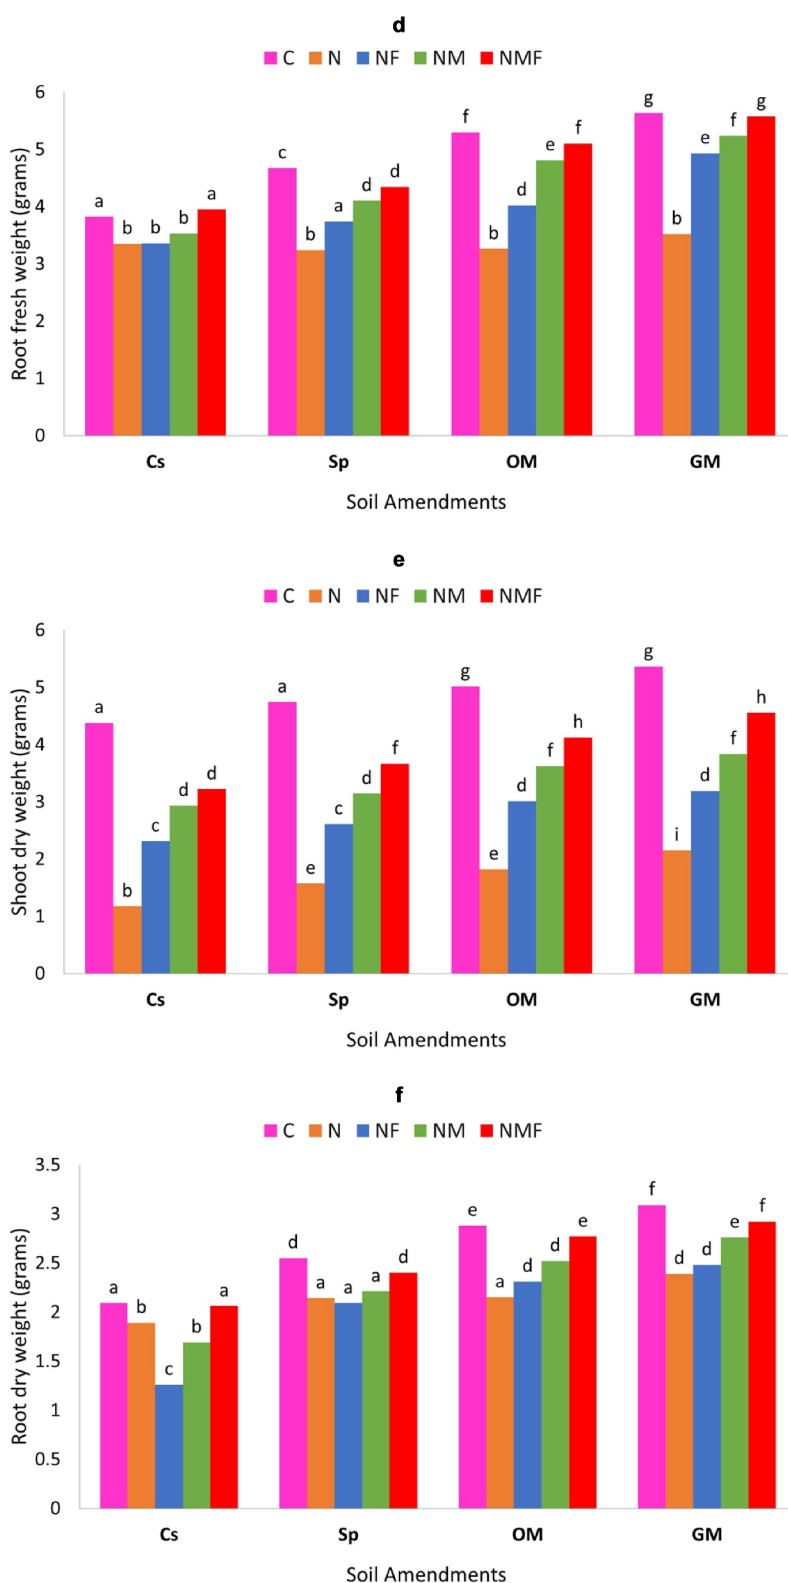 d
C N NF NM NMF
Root fresh weight (grams)
6
5
4
3
2
1
0
a b b b a
c b a d d
f b d e f
g b e f g
Cs Sp OM GM
Soil Amendments
e
C N NF NM NMF
Shoot dry weight (grams)
6
5
4
3
2
1
0
a b c d d
a e c d f
g e d f h
g i d f h
Cs Sp OM GM
Soil Amendments
f
C N NF NM NMF
Root dry weight (grams)
3.5
3
2.5
2
1.5
1
0.5
0
a b c b a
d a a a d
e a d d e
f d d e f
Cs Sp OM GM
Soil Amendments